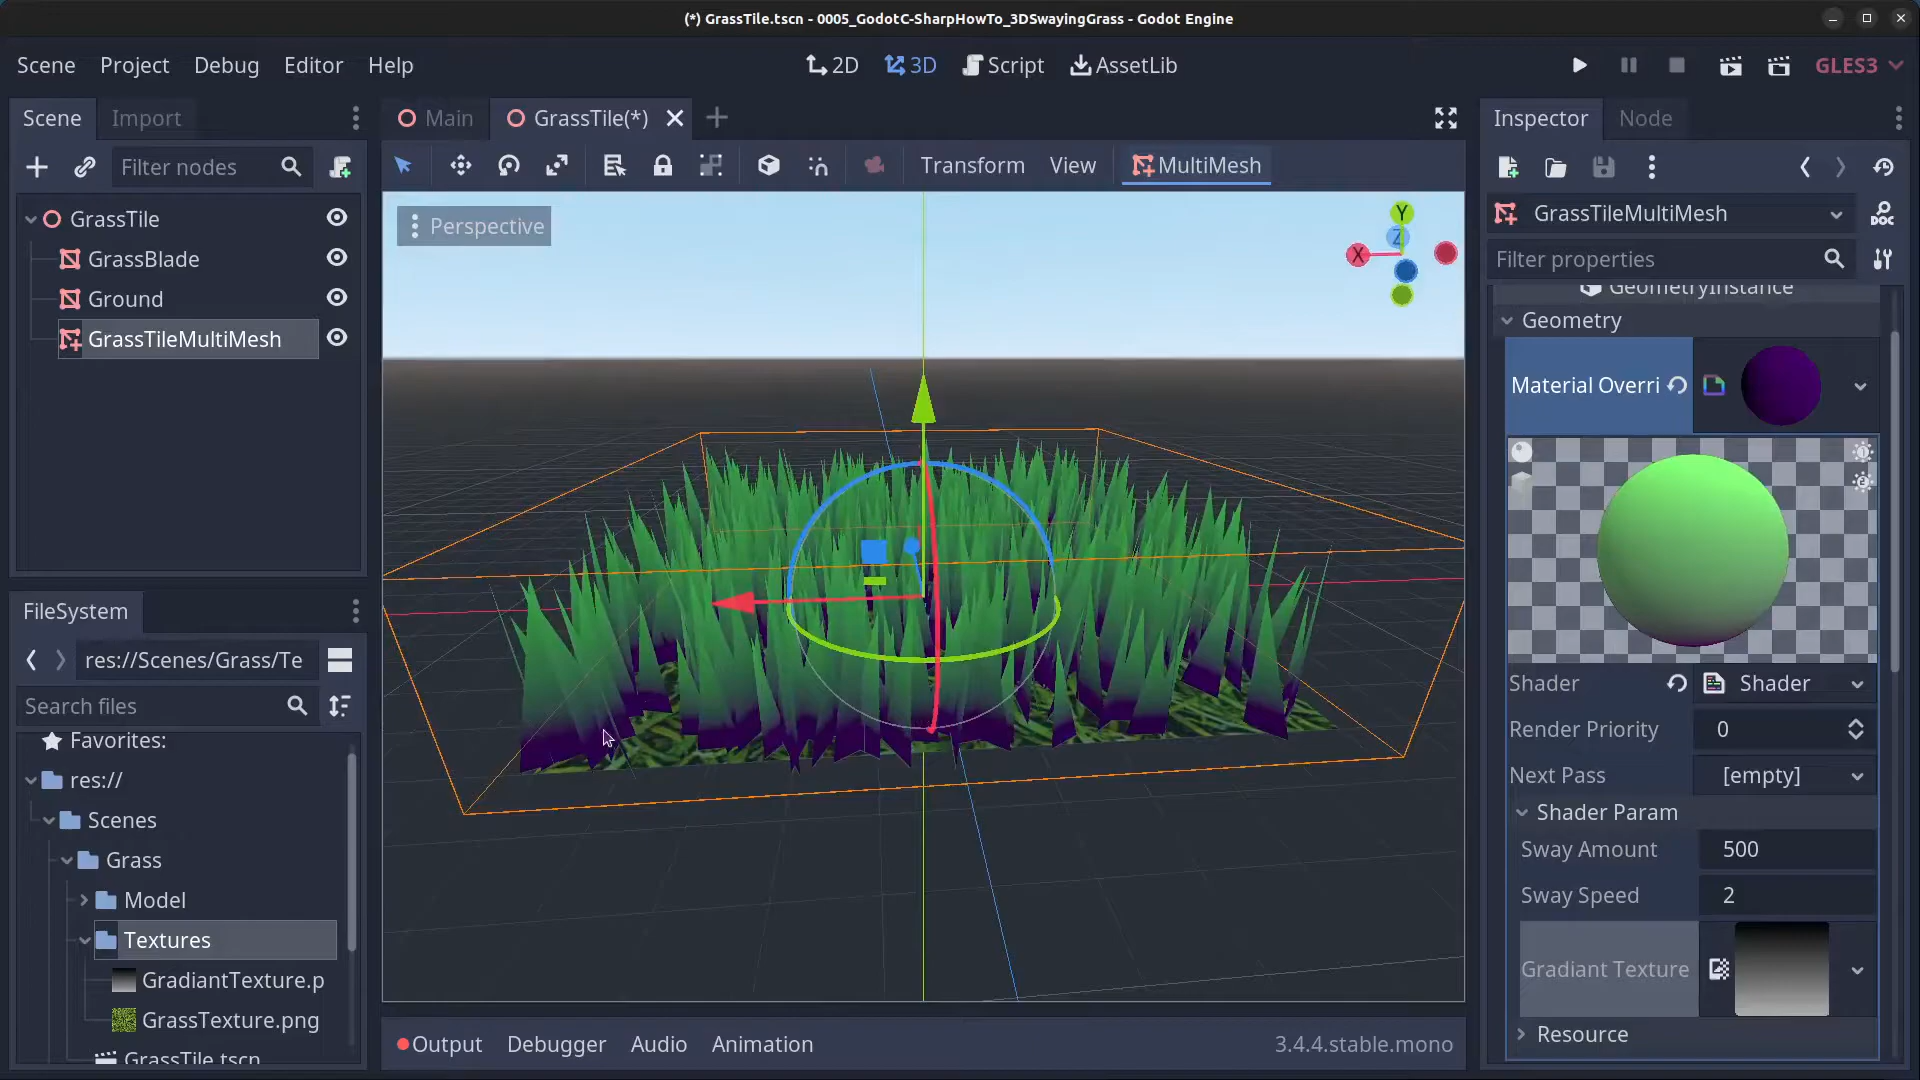 (*) GrassTile.tscn - 0005_GodotC-SharpHowTo_3DSwayingGrass - Godot Engine
Scene Project Debug Editor Help
2D 3D Script AssetLib
GLES3
Scene Import
Filter nodes
GrassTile
GrassBlade
Ground
GrassTileMultiMesh
FileSystem
res://Scenes/Grass/Te
Search files
Favorites:
res://
Scenes
Grass
Model
Textures
GradiantTexture.p
GrassTexture.png
GrassTile.tscn
Main GrassTile(*)
Transform View MultiMesh
Perspective
Y
Z
X
Output Debugger Audio Animation 3.4.4.stable.mono
Inspector Node
GrassTileMultiMesh
DOC
Filter properties
GeometryInstance
Geometry
Material Overri
Shader Shader
Render Priority 0
Next Pass [empty]
Shader Param
Sway Amount 500
Sway Speed 2
Gradiant Texture
Resource